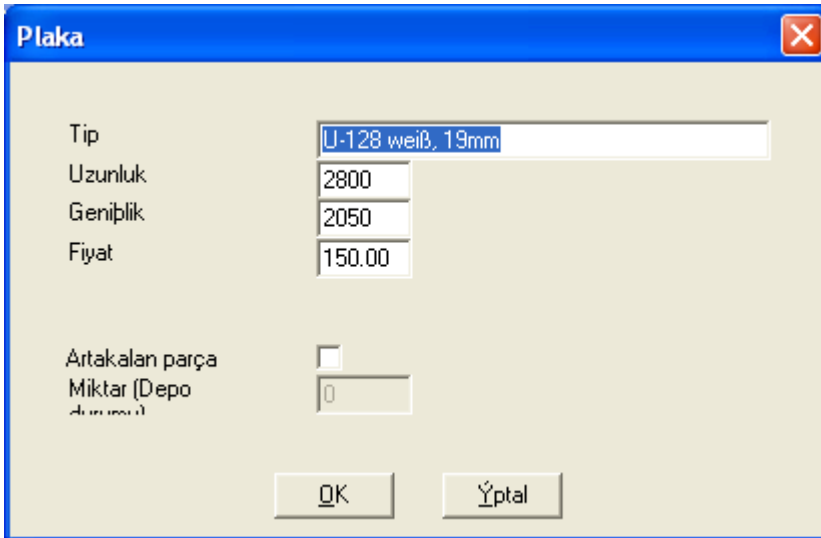 Plaka
Tip U-128 weiß, 19mm
Uzunluk 2800
Geniþlik 2050
Fiyat 150.00
Artakalan parça
Miktar (Depo 0
durumu)
OK Ýptal